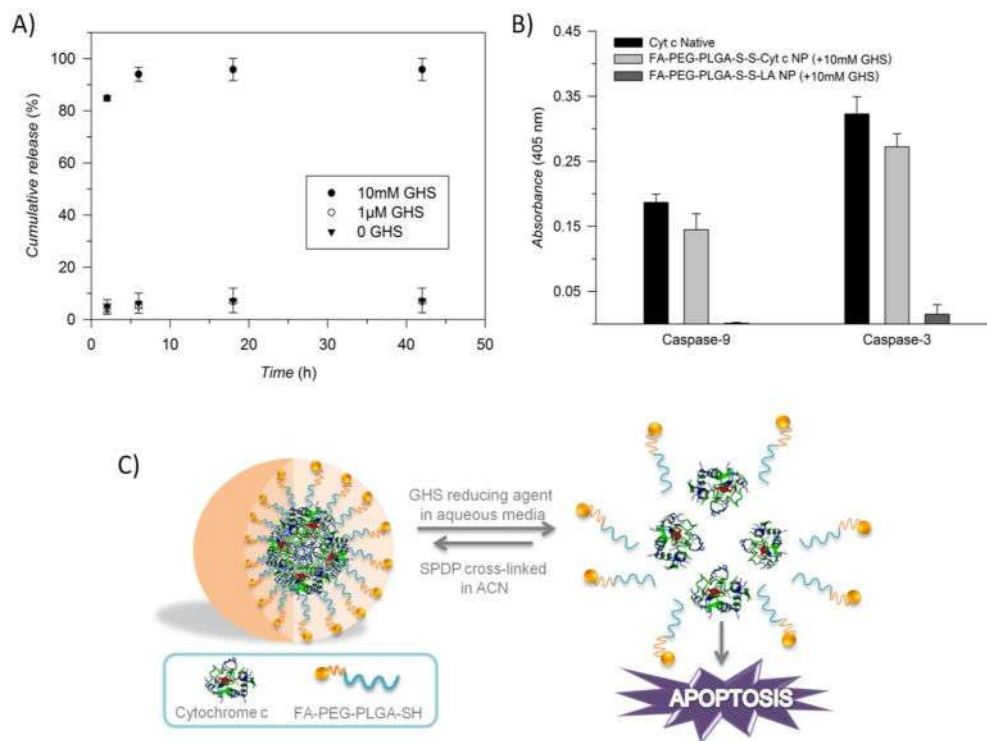 A)
Cumulative release (%)
100
80
60
40
20
0
10mM GHS
1µM GHS
0 GHS
0 10 20 30 40 50
Time (h)
B)
Cyt c Native
FA-PEG-PLGA-S-S-Cyt c NP (+10mM GHS)
FA-PEG-PLGA-S-S-LA NP (+10mM GHS)
Absorbance (405 nm)
0.35
0.25
0.15
0.05
Caspase-9 Caspase-3
C)
GHS reducing agent
in aqueous media
SPDP cross-linked
in ACN
Cytochrome c FA-PEG-PLGA-SH
APOPTOSIS